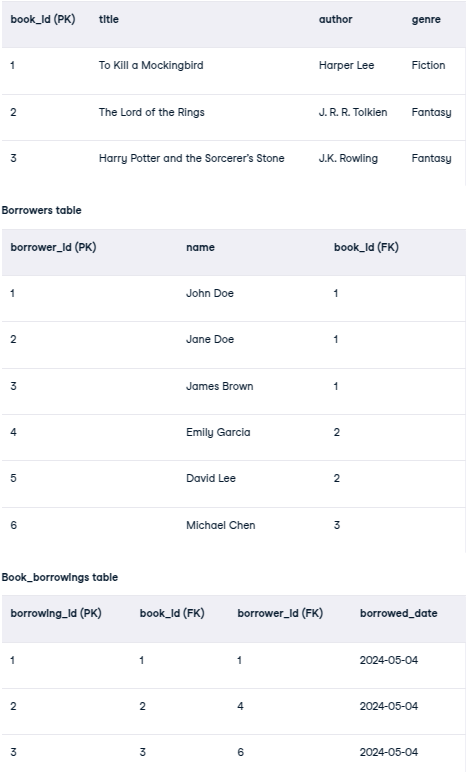 book_id (PK) title author genre
1 To Kill a Mockingbird Harper Lee Fiction
2 The Lord of the Rings J. R. R. Tolkien Fantasy
3 Harry Potter and the Sorcerer's Stone J.K. Rowling Fantasy
Borrowers table
borrower_id (PK) name book_id (FK)
1 John Doe 1
2 Jane Doe 1
3 James Brown 1
4 Emily Garcia 2
5 David Lee 2
6 Michael Chen 3
Book_borrowings table
borrowing_id (PK) book_id (FK) borrower_id (FK) borrowed_date
1 1 1 2024-05-04
2 2 4 2024-05-04
3 3 6 2024-05-04